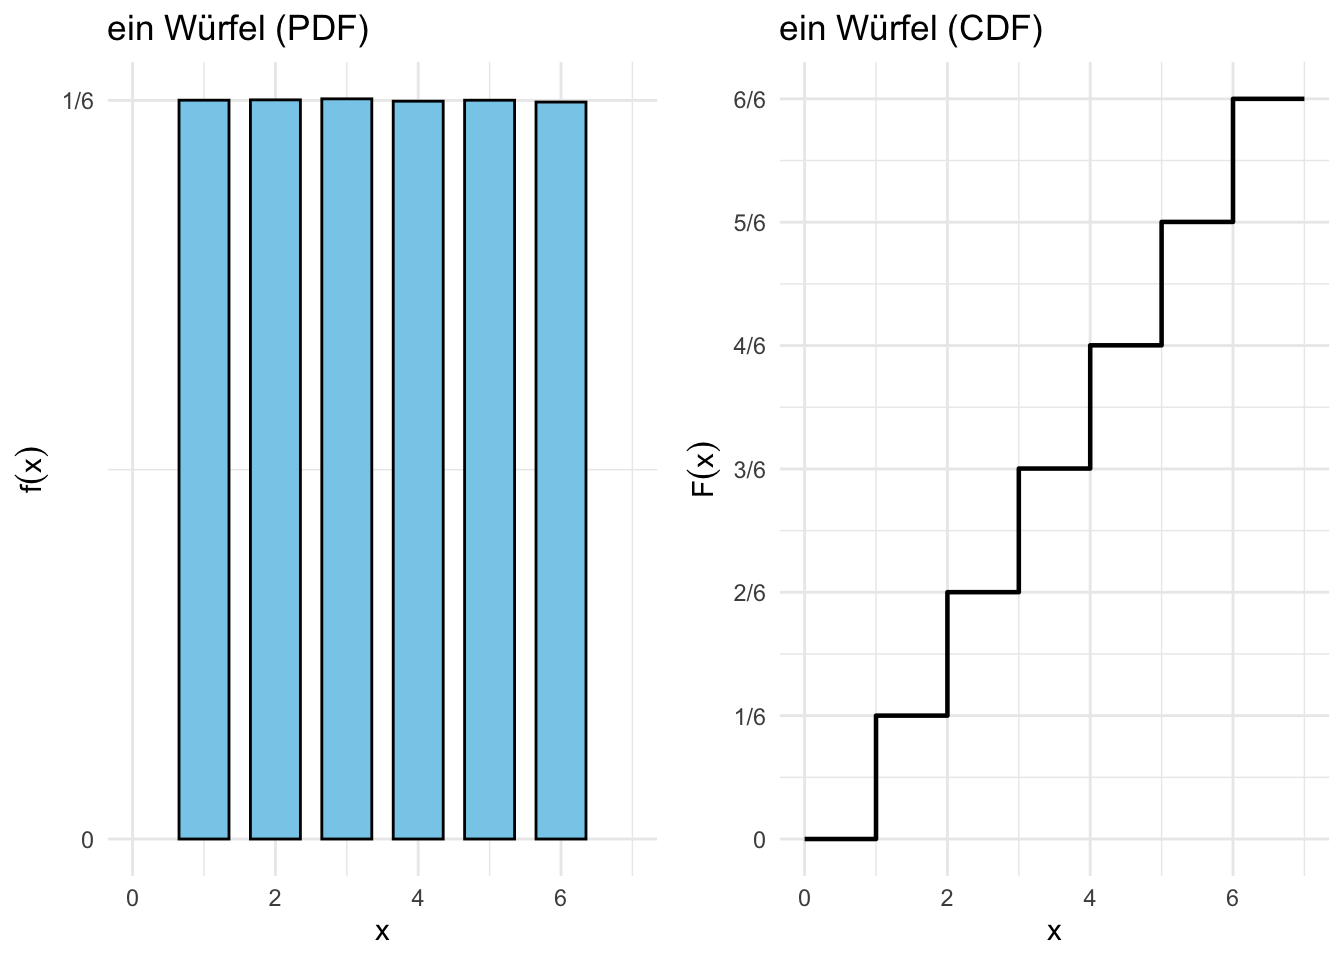 ein Würfel (PDF)
1/6
0
f(x)
0 2 4 6
x
ein Würfel (CDF)
6/6
5/6
4/6
3/6
2/6
1/6
0
F(x)
0 2 4 6
x